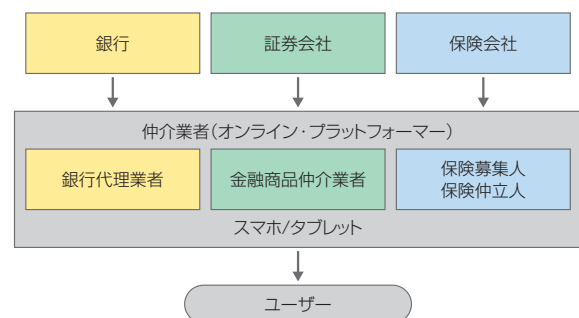 銀行
証券会社
保険会社
仲介業者(オンライン・プラットフォーマー)
銀行代理業者
金融商品仲介業者
保険募集人
保険仲立人
スマホ/タブレット
ユーザー